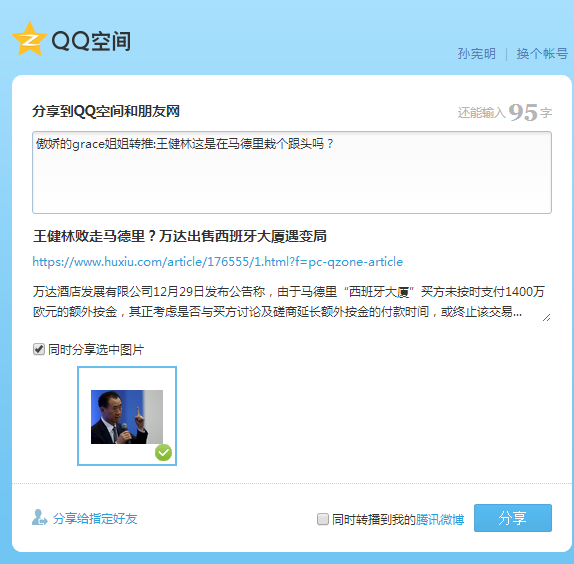 QQ空间
孙宪明 | 换个帐号
分享到QQ空间和朋友网
还能输入95字
傲娇的grace姐姐转推:王健林这是在马德里栽个跟头吗？
王健林败走马德里？万达出售西班牙大厦遇变局
https://www.huxiu.com/article/176555/1.html?f=pc-qzone-article
万达酒店发展有限公司12月29日发布公告称，由于马德里“西班牙大厦”买方未按时支付1400万
欧元的额外按金，其正考虑是否与买方讨论及磋商延长额外按金的付款时间，或终止该交易...
同时分享选中图片
分享给指定好友
同时转播到我的腾讯微博
分享